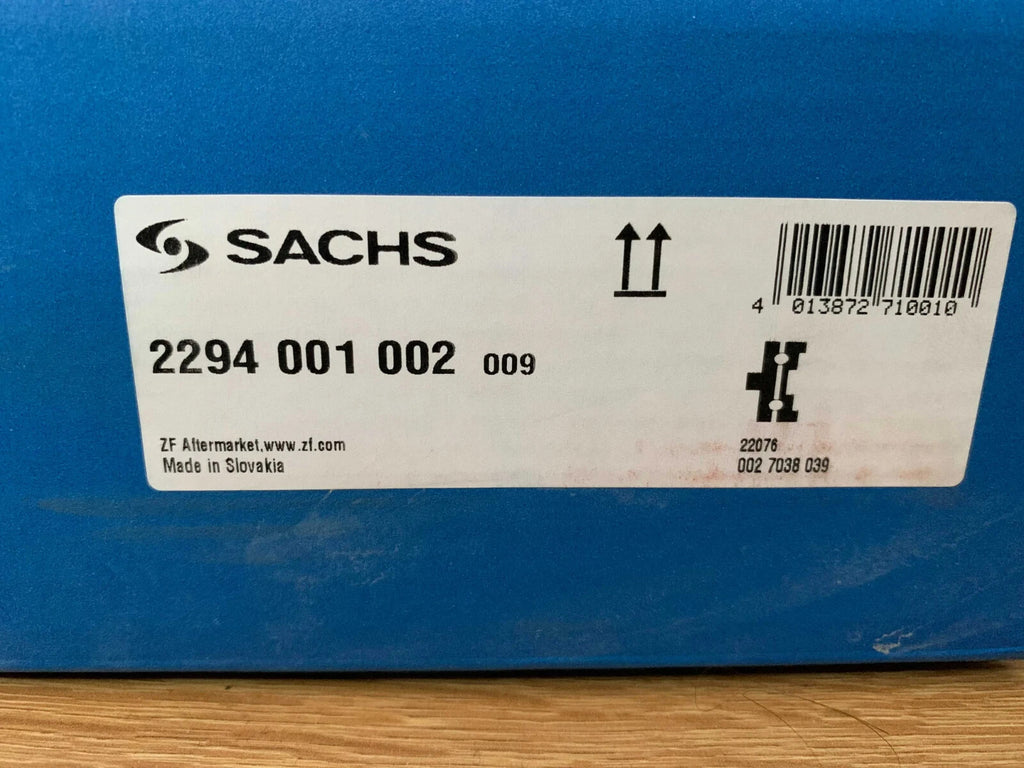 SACHS
4 013872 710010
2294 001 002 009
ZF Aftermarket,www.zf.com
Made in Slovakia
22076
002 7038 039